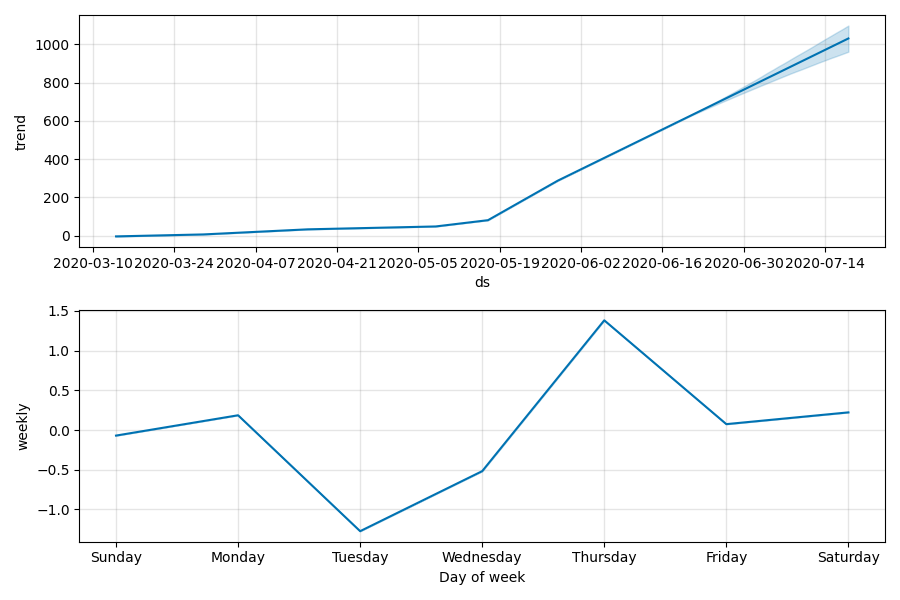 1000
800
600
400
200
0
trend
2020-03-10 2020-03-24 2020-04-07 2020-04-21 2020-05-05 2020-05-19 2020-06-02 2020-06-16 2020-06-30 2020-07-14
ds
1.5
1.0
0.5
0.0
−0.5
−1.0
weekly
Sunday Monday Tuesday Wednesday Thursday Friday Saturday
Day of week